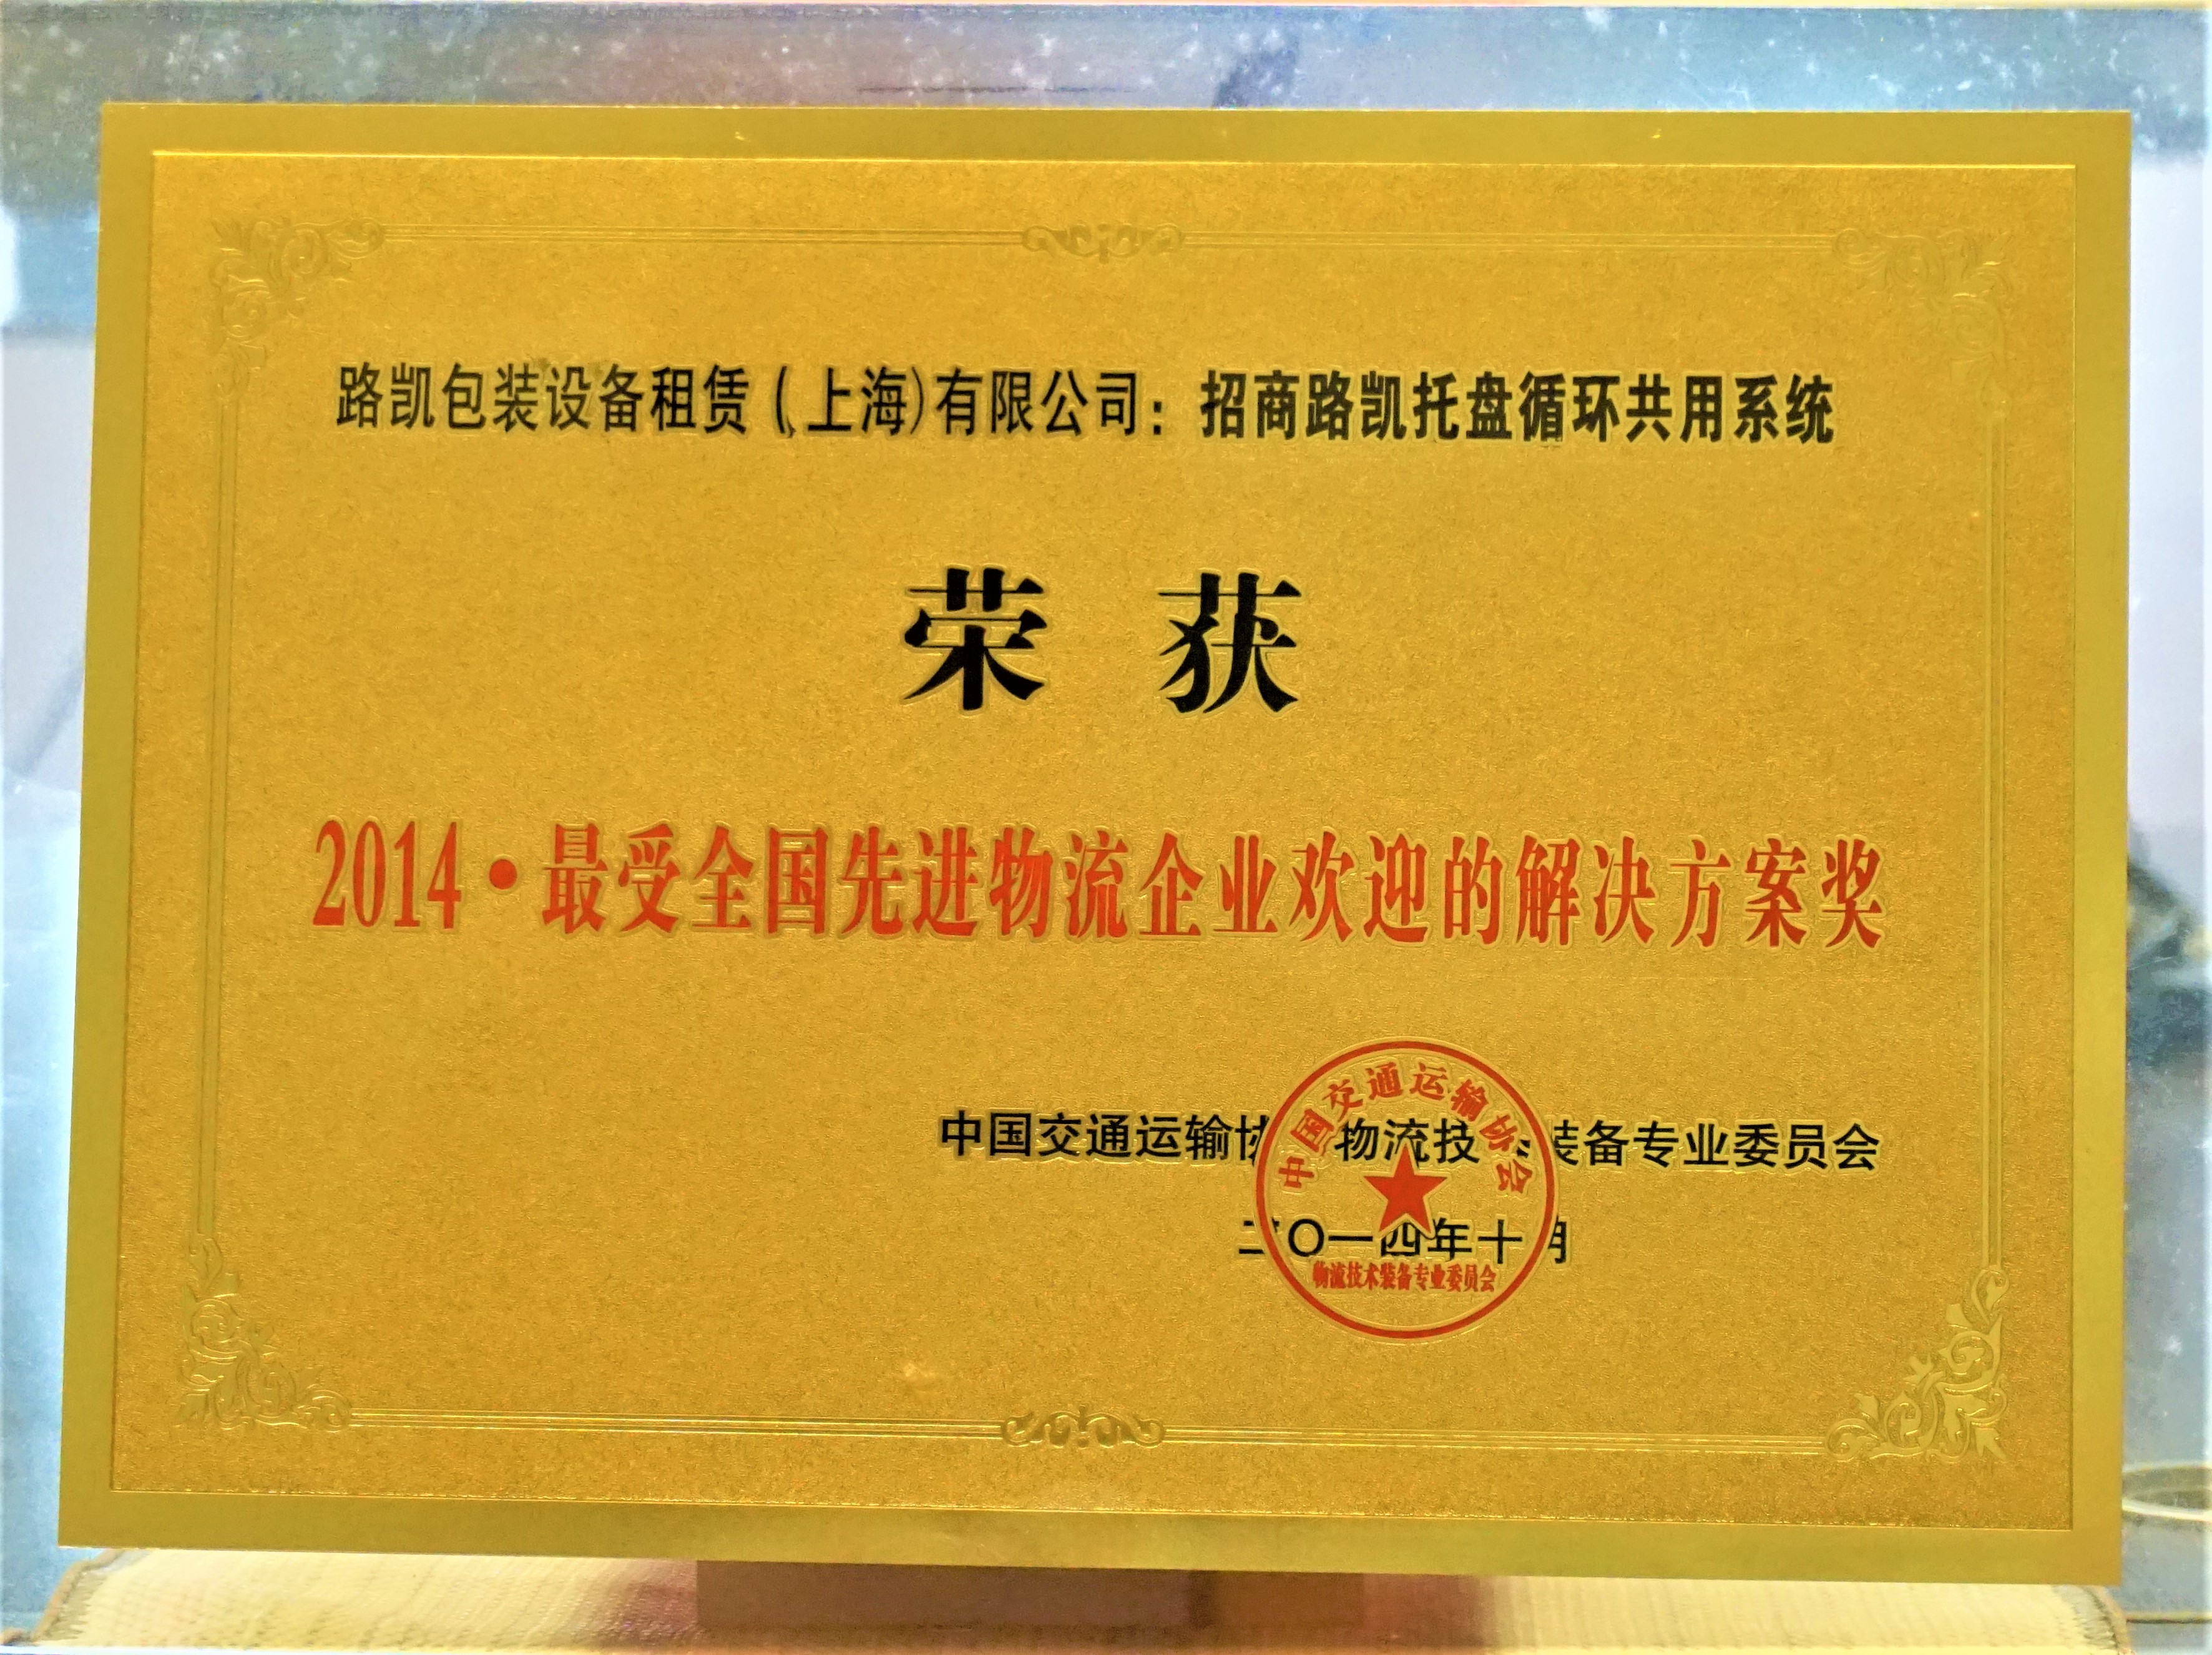 路凯包装设备租赁(上海)有限公司：招商路凯托盘循环共用系统
荣获
2014·最受全国先进物流企业欢迎的解决方案奖
中国交通运输协会物流技术装备专业委员会
二〇一四年十月
中国交通运输协会
物流技术装备专业委员会